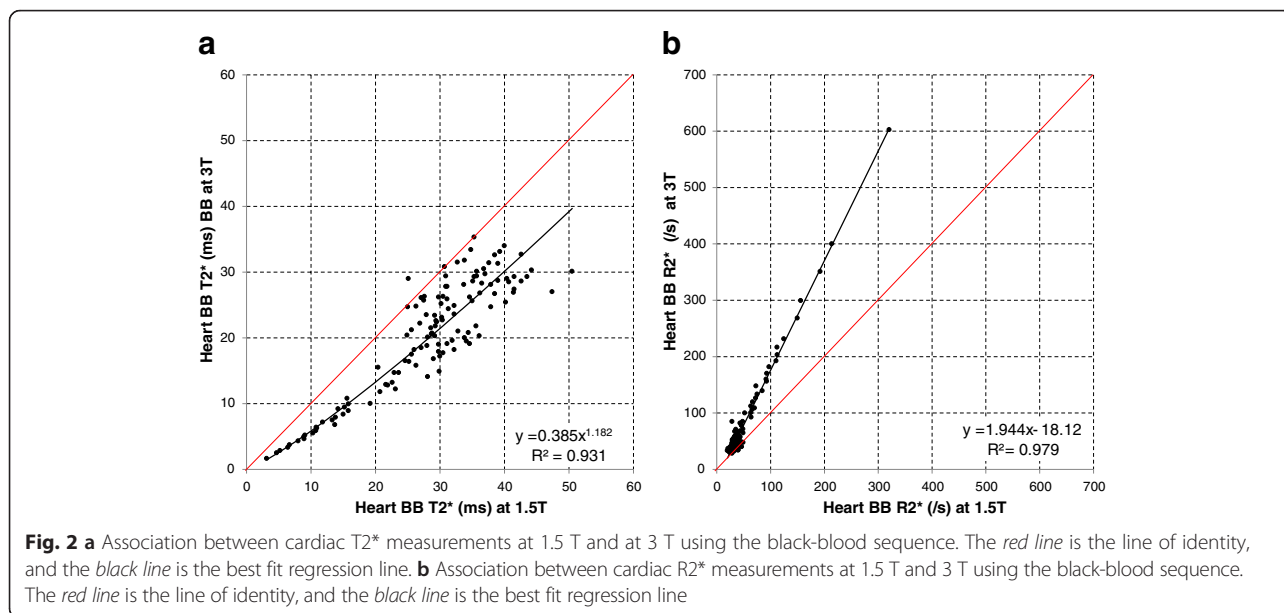 a
60
50
40
30
20
10
0
0 10 20 30 40 50 60
Heart BB T2* (ms) BB at 3T
Heart BB T2* (ms) at 1.5T
y =0.385x^1.182
R² = 0.931
b
700
600
500
400
300
200
100
0
0 100 200 300 400 500 600 700
Heart BB R2* (/s) at 3T
Heart BB R2* (/s) at 1.5T
y =1.944x- 18.12
R²= 0.979
Fig. 2 a Association between cardiac T2* measurements at 1.5 T and at 3 T using the black-blood sequence. The red line is the line of identity,
and the black line is the best fit regression line. b Association between cardiac R2* measurements at 1.5 T and 3 T using the black-blood sequence.
The red line is the line of identity, and the black line is the best fit regression line